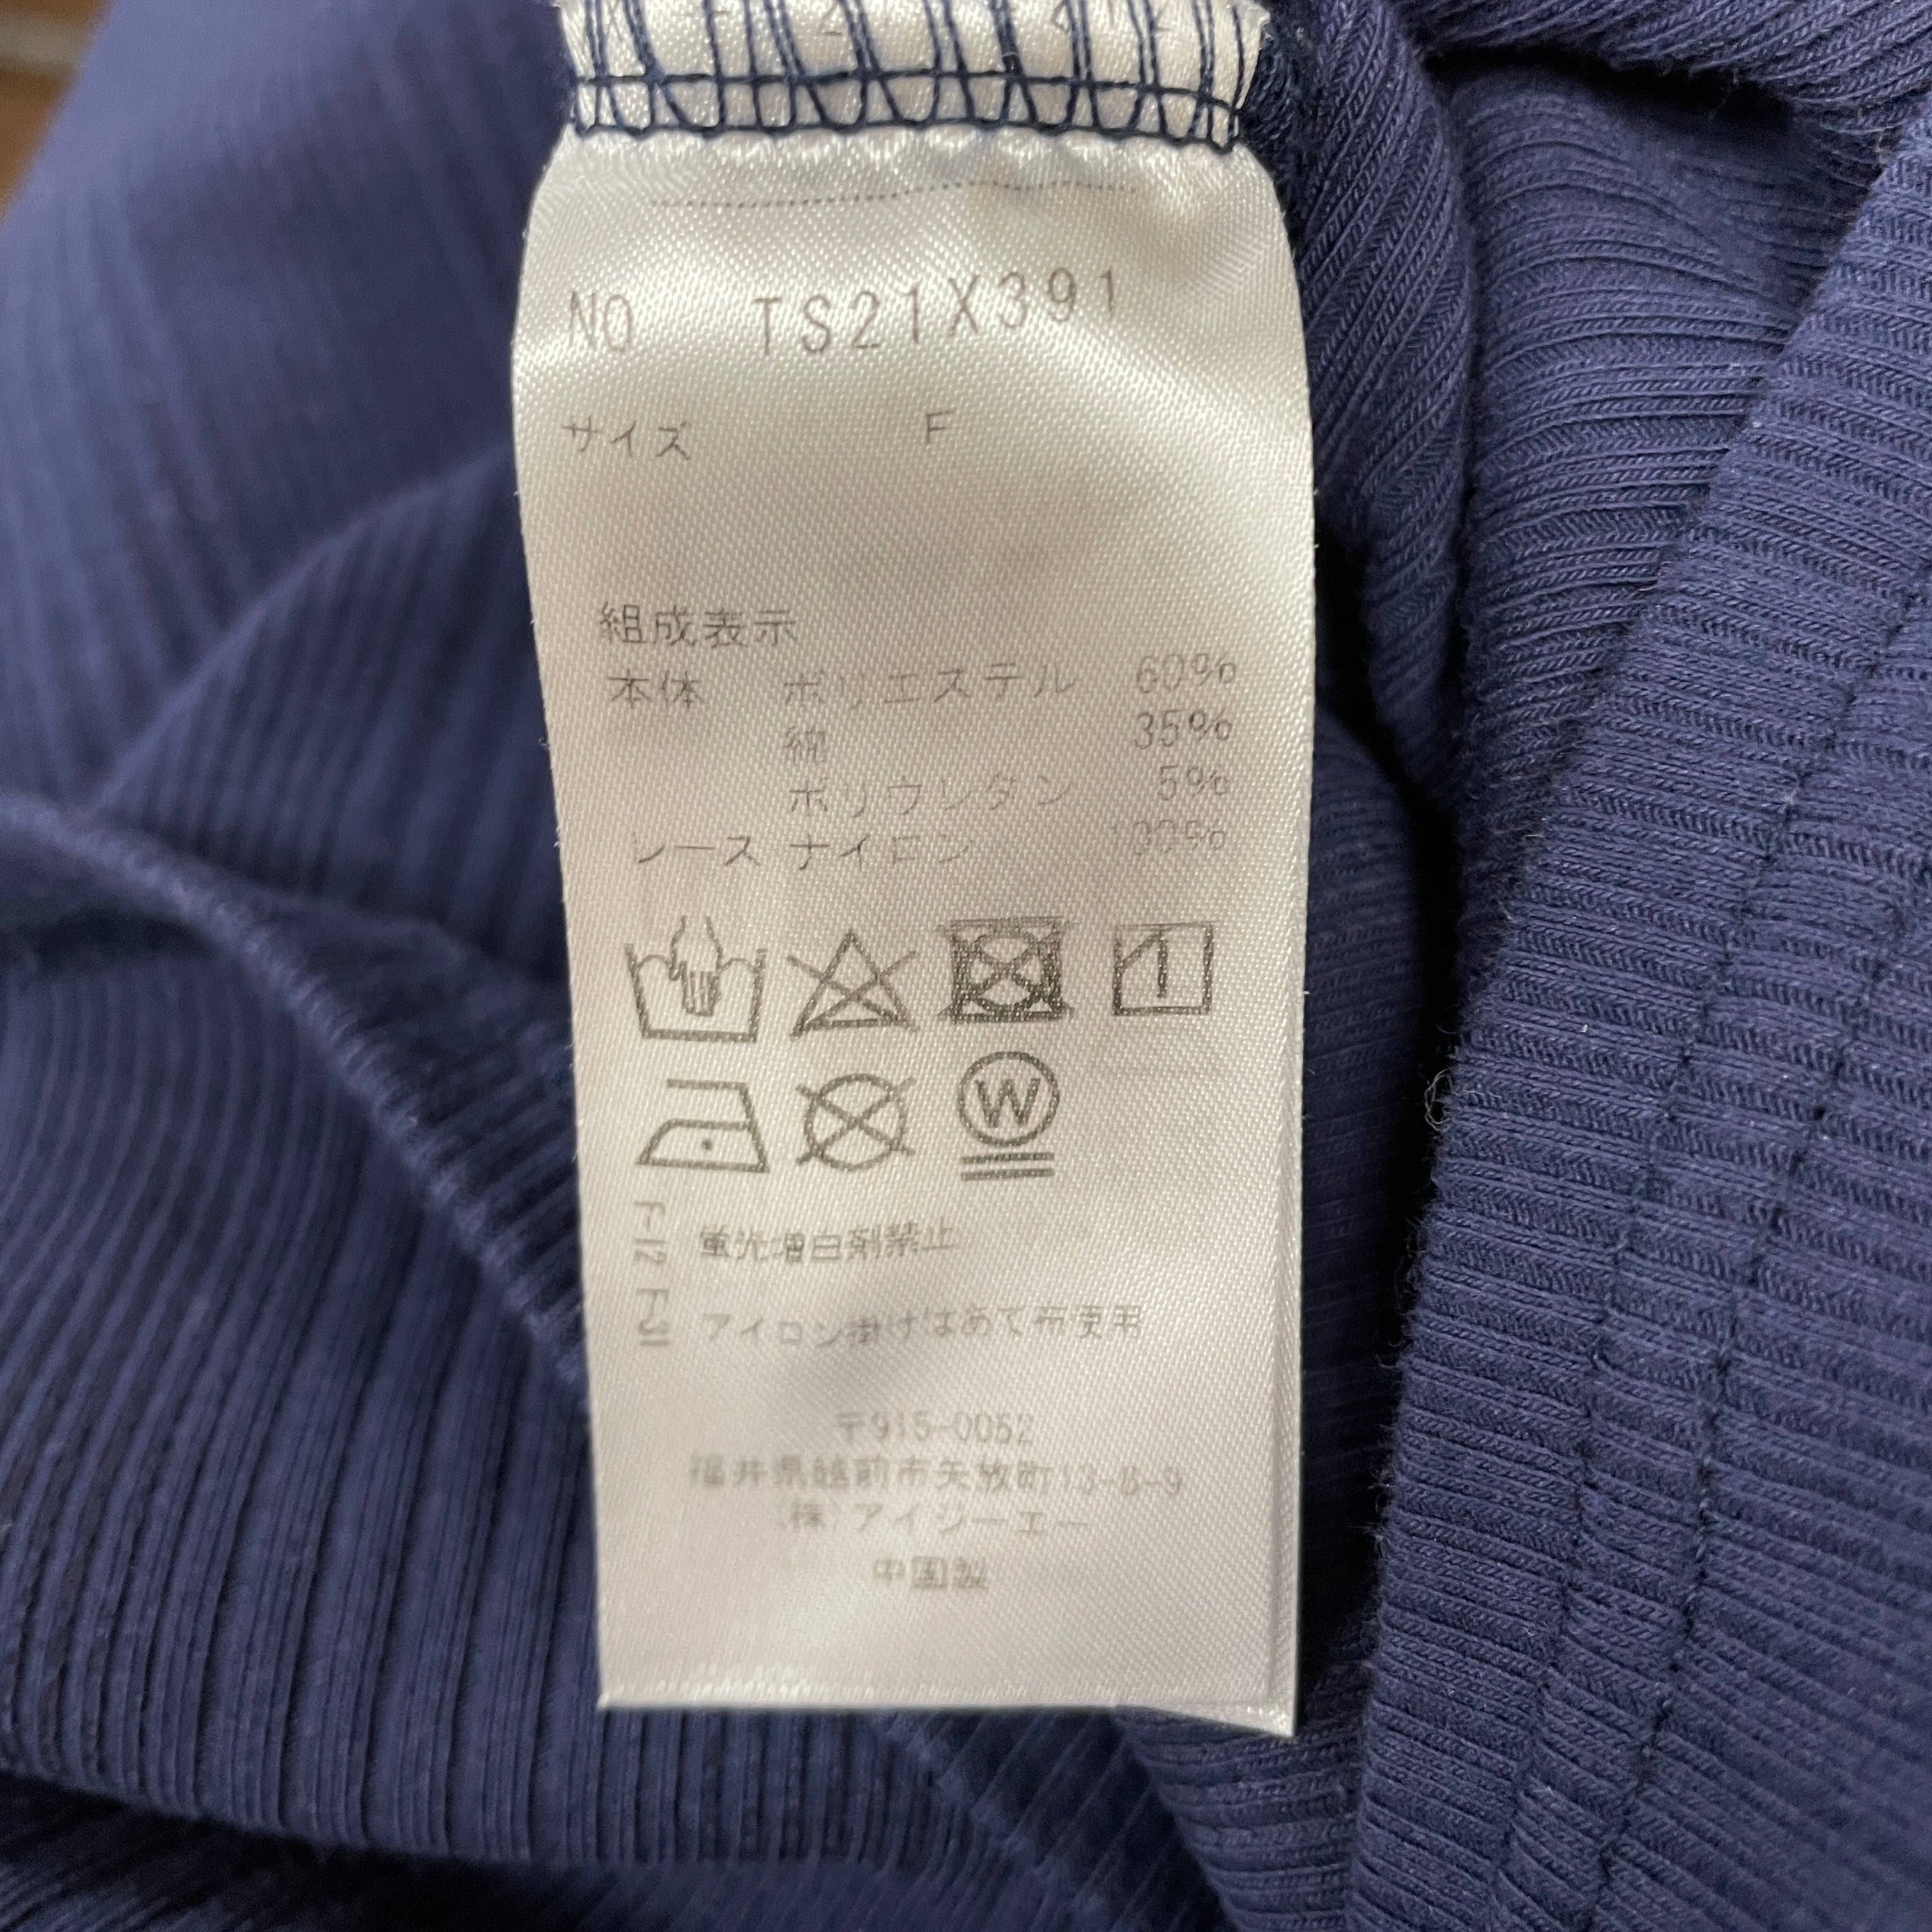 NO TS21X391
サイズ F
組成表示
本体 ポリエステル 60%
綿 35%
ポリウレタン 5%
レース ナイロン 100%
W
F-12 蛍光増白剤禁止
F-31 アイロン掛けはあて布使用
〒915-0052
福井県越前市矢放町13-8-9
株 アイジーエー
中国製